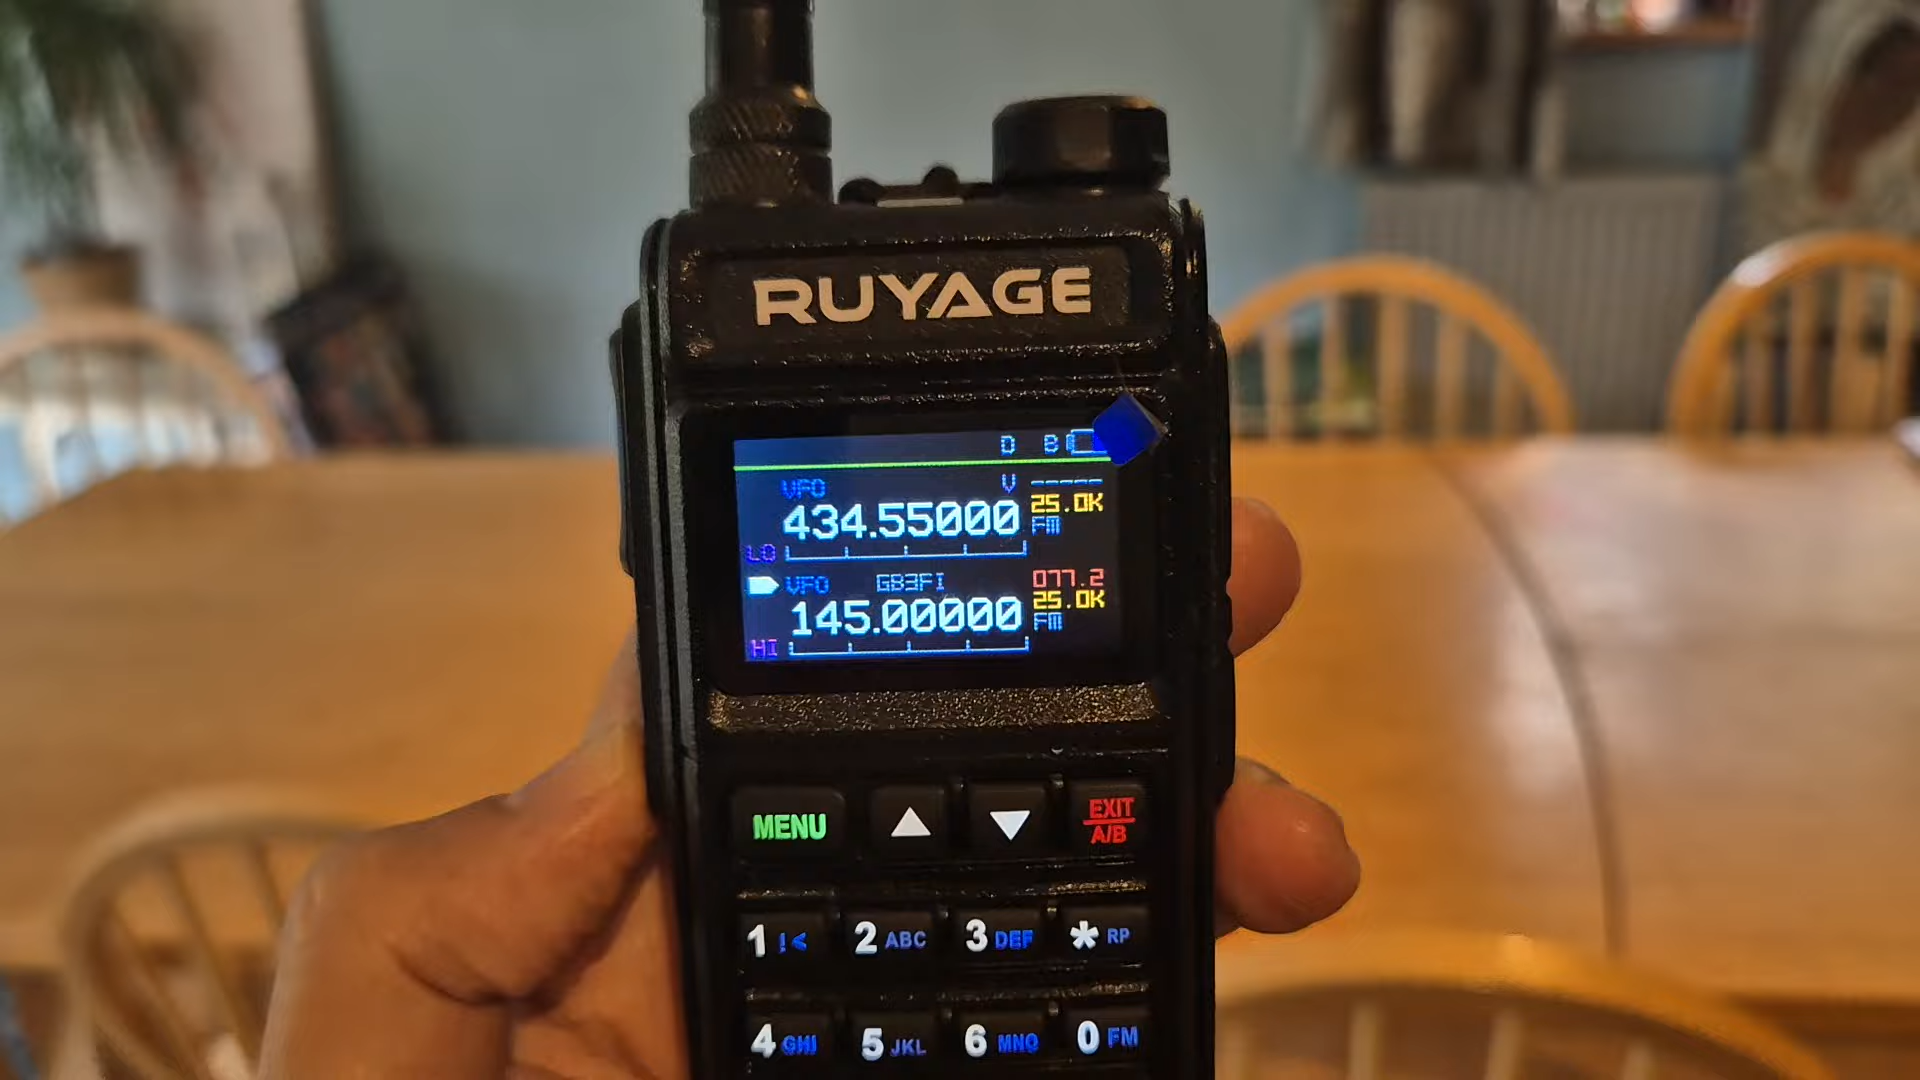 RUYAGE
D B
VFO V -----
434.55000 25.0K
FM
LO
VFO GB3FI 077.2
145.00000 25.0K
FM
HI
MENU ▲ ▼ EXIT
A/B
1 !< 2 ABC 3 DEF * RP
4 GHI 5 JKL 6 MNO 0 FM